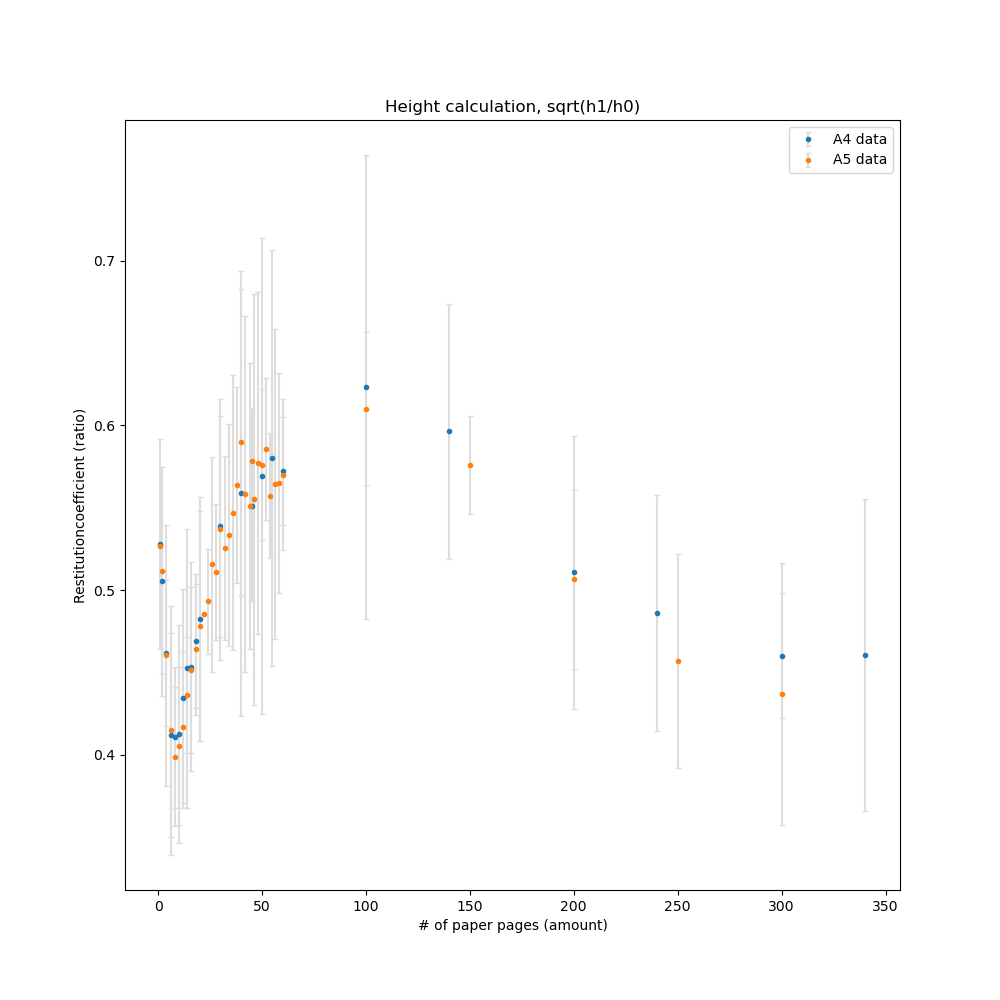 Height calculation, sqrt(h1/h0)
A4 data
A5 data
0.7
0.6
0.5
0.4
Restitutioncoefficient (ratio)
0 50 100 150 200 250 300 350
# of paper pages (amount)